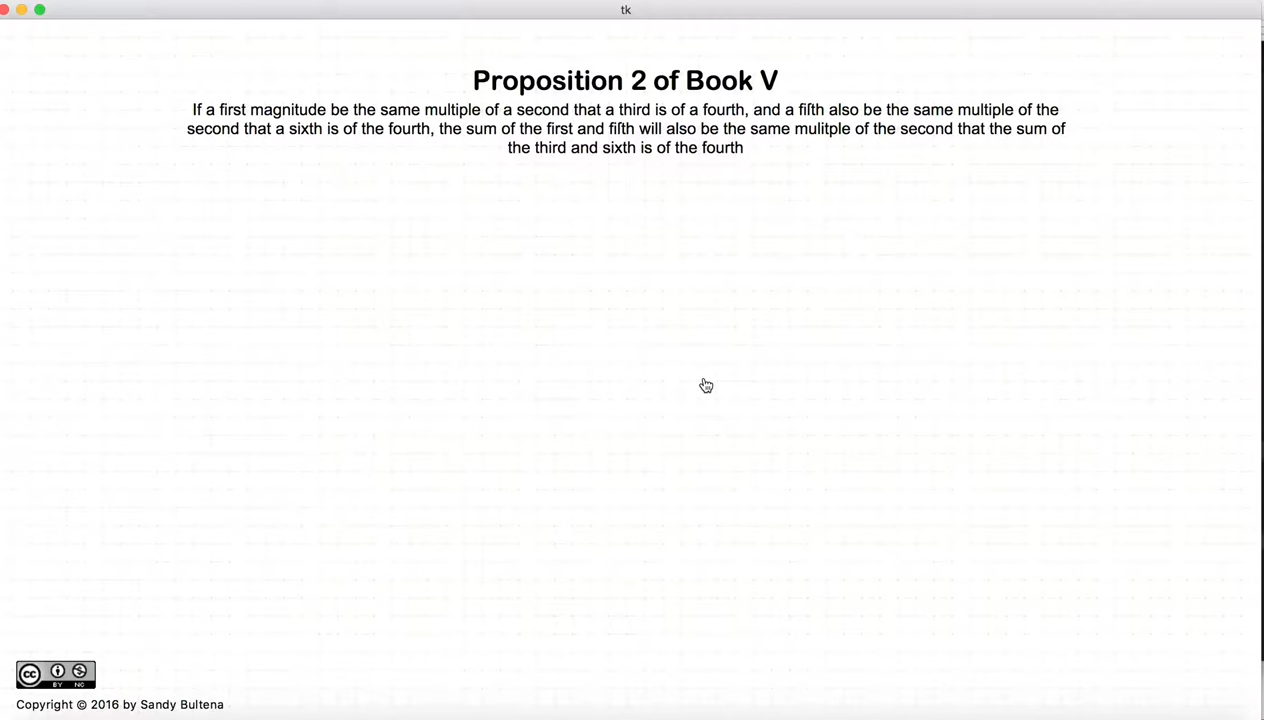 tk
Proposition 2 of Book V
If a first magnitude be the same multiple of a second that a third is of a fourth, and a fifth also be the same multiple of the
second that a sixth is of the fourth, the sum of the first and fifth will also be the same mulitple of the second that the sum of
the third and sixth is of the fourth
cc
BY NC
Copyright © 2016 by Sandy Bultena